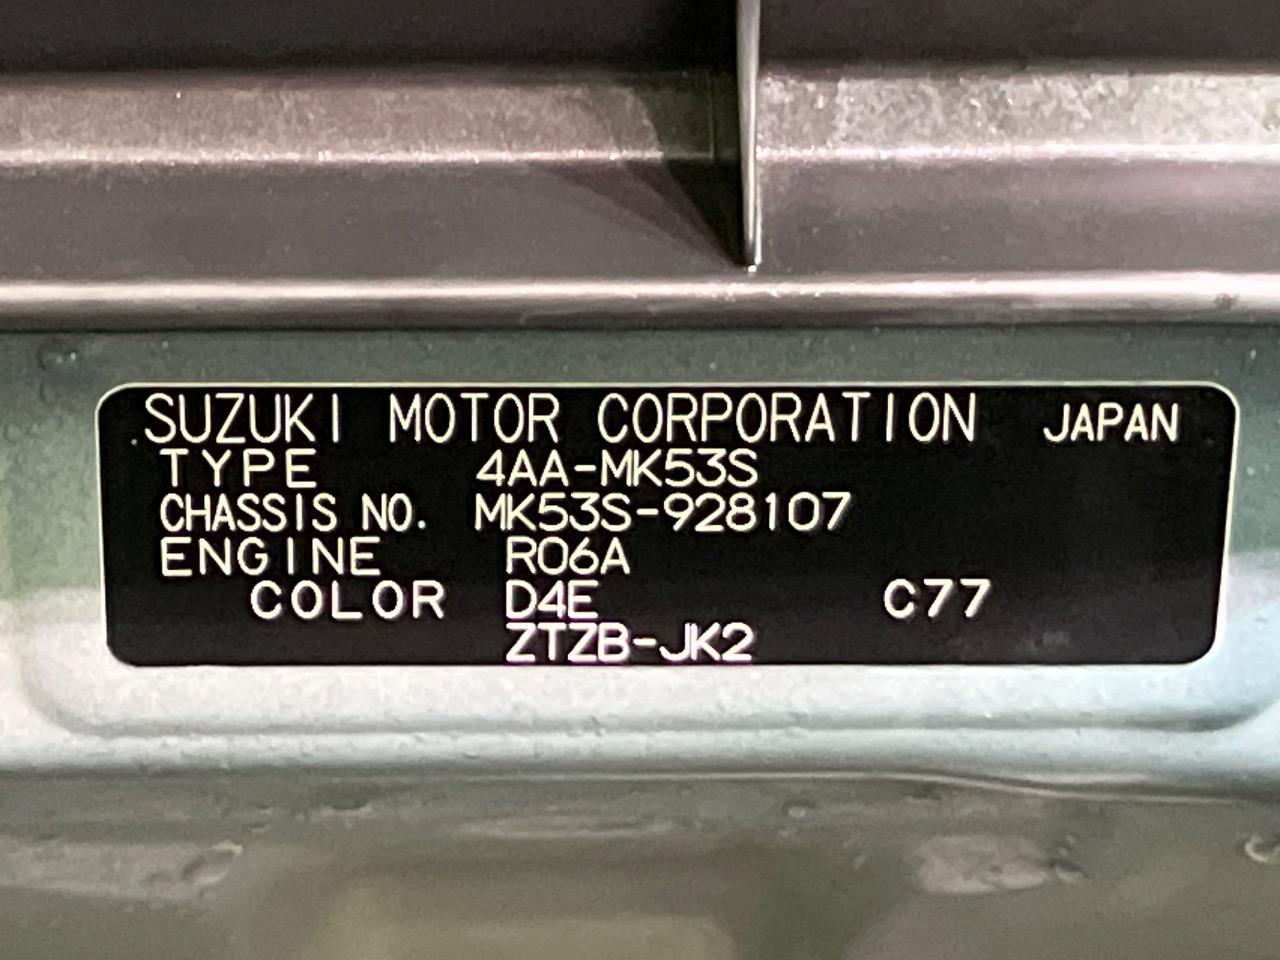 SUZUKI MOTOR CORPORATION JAPAN
TYPE 4AA-MK53S
CHASSIS NO. MK53S-928107
ENGINE R06A
COLOR D4E C77
ZTZB-JK2